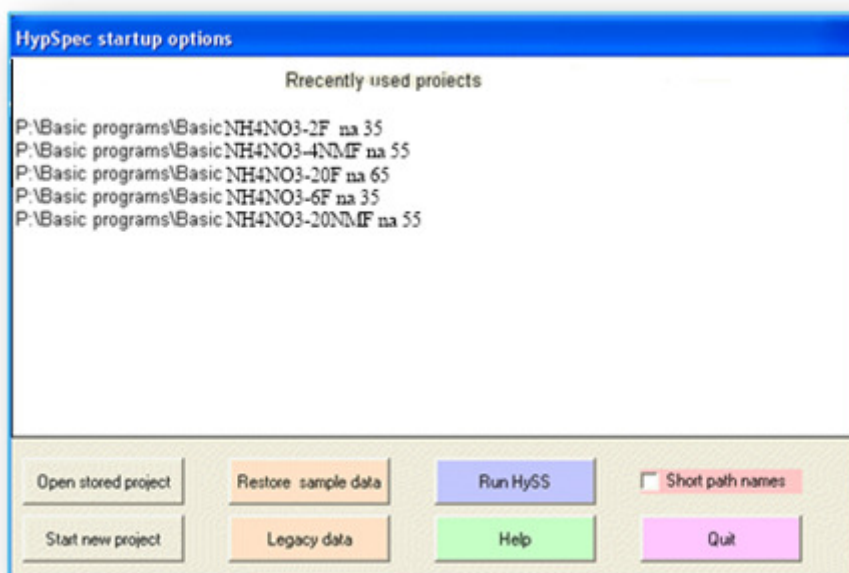 HypSpec startup options
Rrecently used proiects
P:\Basic programs\Basic NH4NO3-2F na 35
P:\Basic programs\Basic NH4NO3-4NMF na 55
P:\Basic programs\Basic NH4NO3-20F na 65
P:\Basic programs\Basic NH4NO3-6F na 35
P:\Basic programs\Basic NH4NO3-20NMF na 55
Open stored project
Restore sample data
Run HySS
Short path names
Start new project
Legacy data
Help
Quit